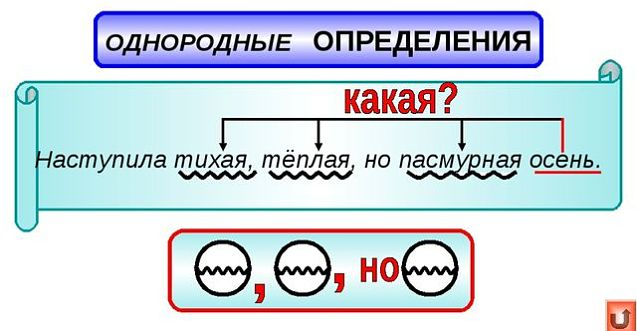 ОДНОРОДНЫЕ ОПРЕДЕЛЕНИЯ
какая?
Наступила тихая, тёплая, но пасмурная осень.
, , но